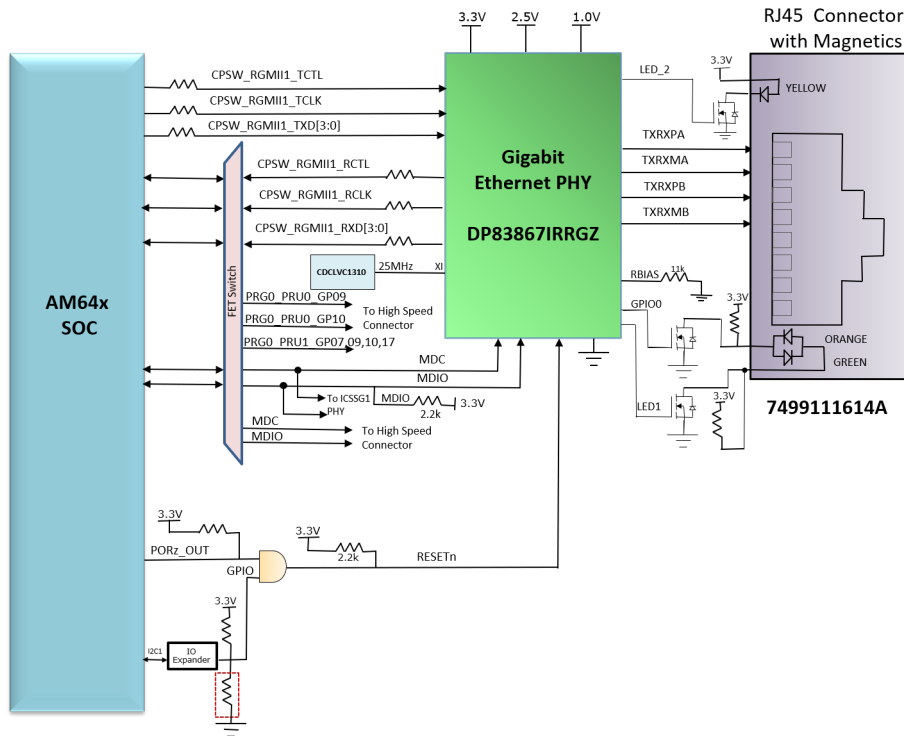 3.3V
2.5V
1.0V
RJ45 Connector
with Magnetics
AM64x
SOC
CPSW_RGMII1_TCTL
CPSW_RGMII1_TCLK
CPSW_RGMII1_TXD[3:0]
CPSW_RGMII1_RCTL
CPSW_RGMII1_RCLK
CPSW_RGMII1_RXD[3:0]
FET Switch
CDCLVC1310
25MHz
XI
Gigabit
Ethernet PHY
DP83867IRRGZ
LED_2
3.3V
YELLOW
TXRXPA
TXRXMA
TXRXPB
TXRXMB
RBIAS
11k
GPIO0
3.3V
ORANGE
GREEN
LED1
3.3V
7499111614A
PRG0_PRU0_GP09
PRG0_PRU0_GP10
PRG0_PRU1_GP07,09,10,17
To High Speed
Connector
MDC
MDIO
To ICSSG1
PHY
MDIO
2.2k
3.3V
MDC
MDIO
To High Speed
Connector
3.3V
PORz_OUT
GPIO
3.3V
2.2k
RESETn
3.3V
I2C1
IO
Expander